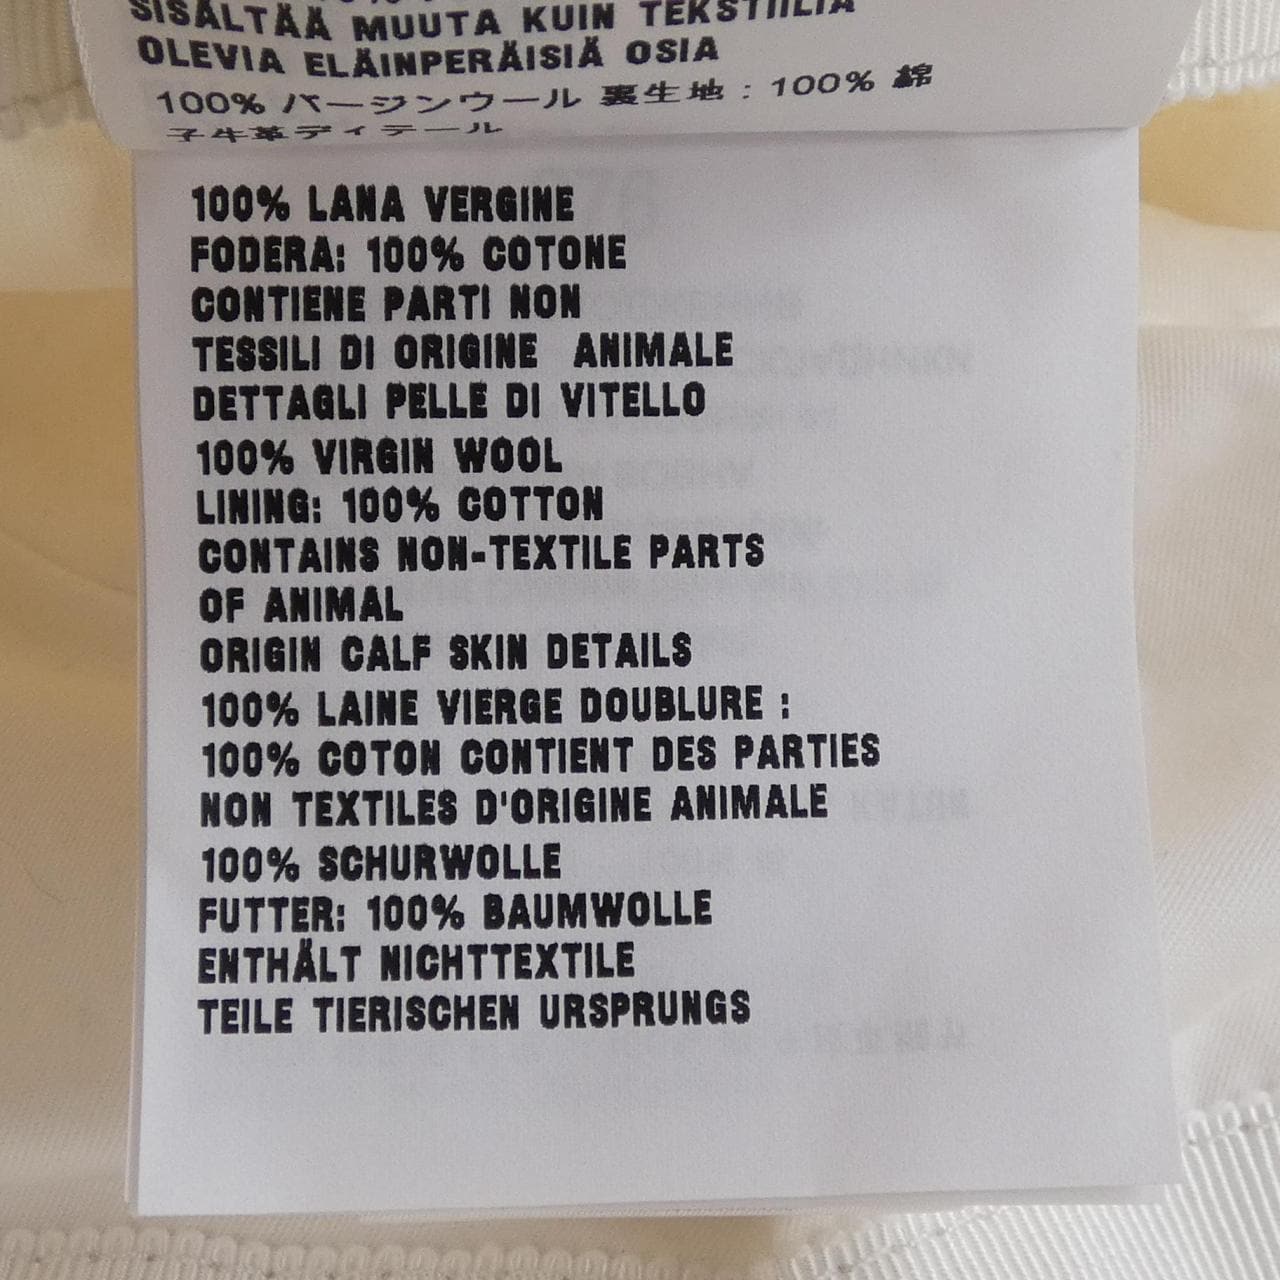 SISÄLTÄÄ MUUTA KUIN TEKSTIILIA
OLEVIA ELÄINPERÄISIÄ OSIA
100% バージンウール 裏生地 : 100% 綿
子牛革ディテール
100% LANA VERGINE
FODERA: 100% COTONE
CONTIENE PARTI NON
TESSILI DI ORIGINE ANIMALE
DETTAGLI PELLE DI VITELLO
100% VIRGIN WOOL
LINING: 100% COTTON
CONTAINS NON-TEXTILE PARTS
OF ANIMAL
ORIGIN CALF SKIN DETAILS
100% LAINE VIERGE DOUBLURE :
100% COTON CONTIENT DES PARTIES
NON TEXTILES D'ORIGINE ANIMALE
100% SCHURWOLLE
FUTTER: 100% BAUMWOLLE
ENTHÄLT NICHTTEXTILE
TEILE TIERISCHEN URSPRUNGS